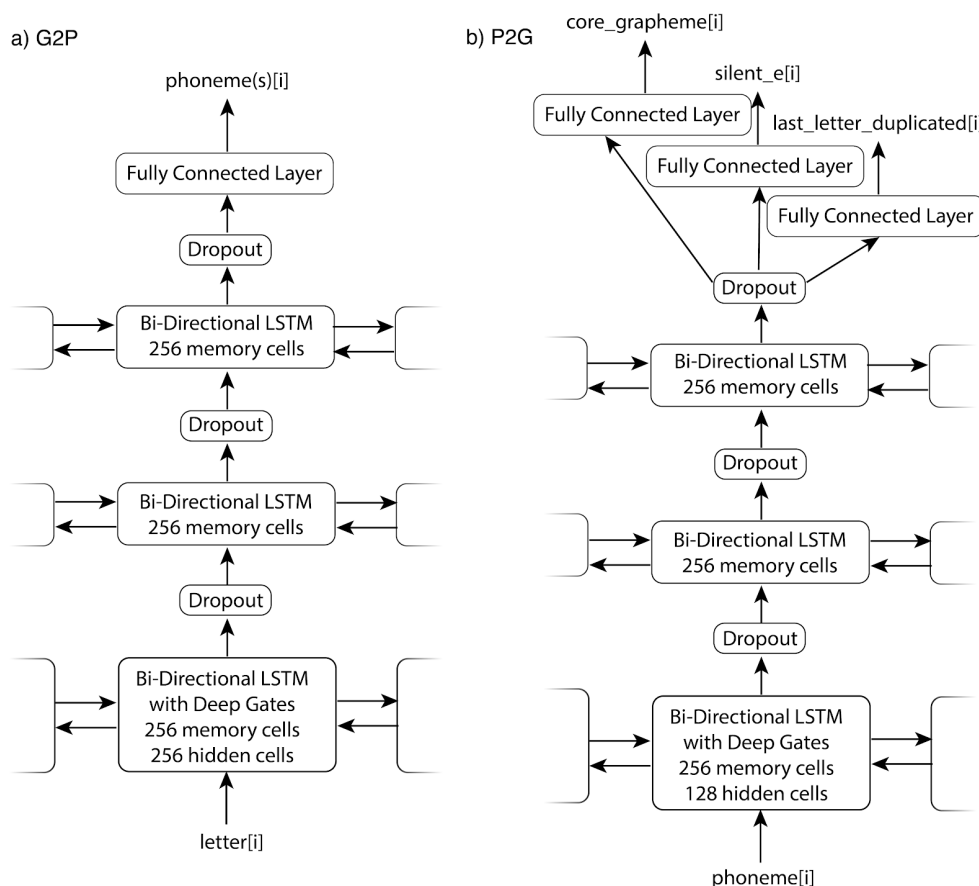 a) G2P
phoneme(s)[i]
Fully Connected Layer
Dropout
Bi-Directional LSTM
256 memory cells
Dropout
Bi-Directional LSTM
256 memory cells
Dropout
Bi-Directional LSTM
with Deep Gates
256 memory cells
256 hidden cells
letter[i]
b) P2G
core_grapheme[i]
silent_e[i]
last_letter_duplicated[i
Fully Connected Layer
Fully Connected Layer
Fully Connected Layer
Dropout
Bi-Directional LSTM
256 memory cells
Dropout
Bi-Directional LSTM
256 memory cells
Dropout
Bi-Directional LSTM
with Deep Gates
256 memory cells
128 hidden cells
phoneme[i]